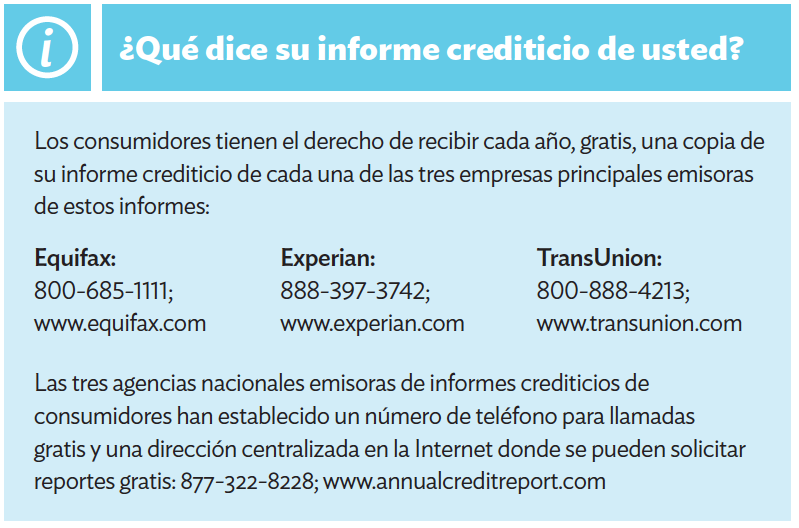 ¿Qué dice su informe crediticio de usted?
Los consumidores tienen el derecho de recibir cada año, gratis, una copia de
su informe crediticio de cada una de las tres empresas principales emisoras
de estos informes:
Equifax:
800-685-1111;
www.equifax.com
Experian:
888-397-3742;
www.experian.com
TransUnion:
800-888-4213;
www.transunion.com
Las tres agencias nacionales emisoras de informes crediticios de
consumidores han establecido un número de teléfono para llamadas
gratis y una dirección centralizada en la Internet donde se pueden solicitar
reportes gratis: 877-322-8228; www.annualcreditreport.com